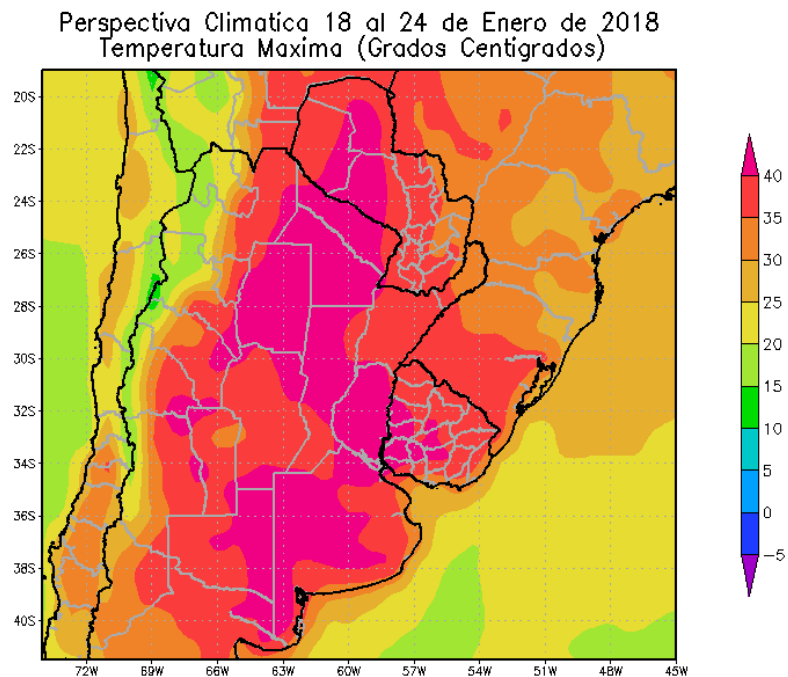 Perspectiva Climatica 18 al 24 de Enero de 2018
Temperatura Maxima (Grados Centigrados)
20S
22S
24S
26S
28S
30S
32S
34S
36S
38S
40S
72W
69W
66W
63W
60W
57W
54W
51W
48W
45W
40
35
30
25
20
15
10
5
0
-5